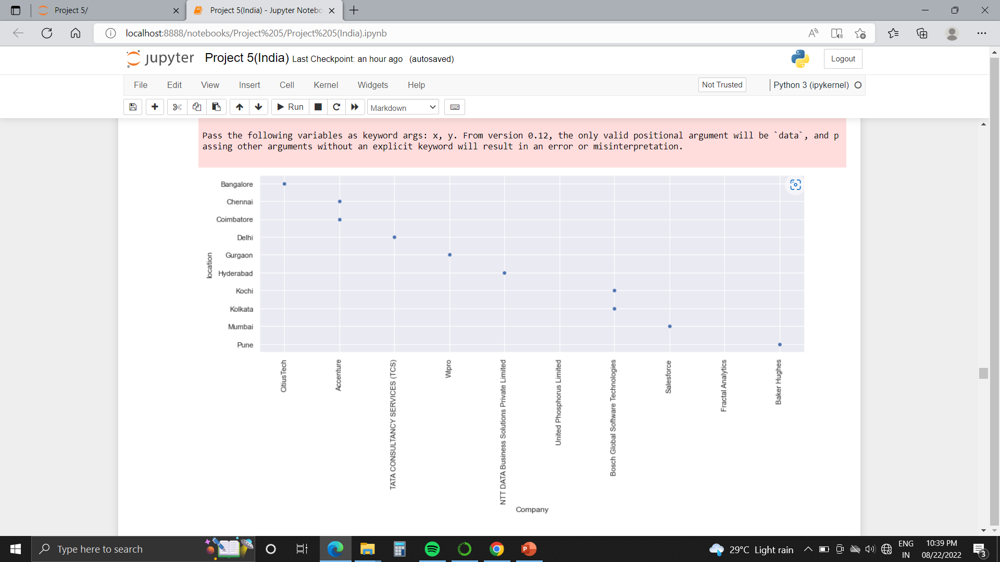 Project 5/
Project 5(India) - Jupyter Notebo
localhost:8888/notebooks/Project%205/Project%205(India).ipynb
jupyter Project 5(India) Last Checkpoint: an hour ago (autosaved)
Logout
File Edit View Insert Cell Kernel Widgets Help
Not Trusted
Python 3 (ipykernel)
Run
Markdown
Pass the following variables as keyword args: x, y. From version 0.12, the only valid positional argument will be `data`, and p
assing other arguments without an explicit keyword will result in an error or misinterpretation.
location
Bangalore
Chennai
Coimbatore
Delhi
Gurgaon
Hyderabad
Kochi
Kolkata
Mumbai
Pune
CitiusTech
Accenture
TATA CONSULTANCY SERVICES (TCS)
Wipro
NTT DATA Business Solutions Private Limited
United Phosphorus Limited
Bosch Global Software Technologies
Salesforce
Fractal Analytics
Baker Hughes
Company
Type here to search
29°C Light rain
ENG
IN
10:39 PM
08/22/2022
3